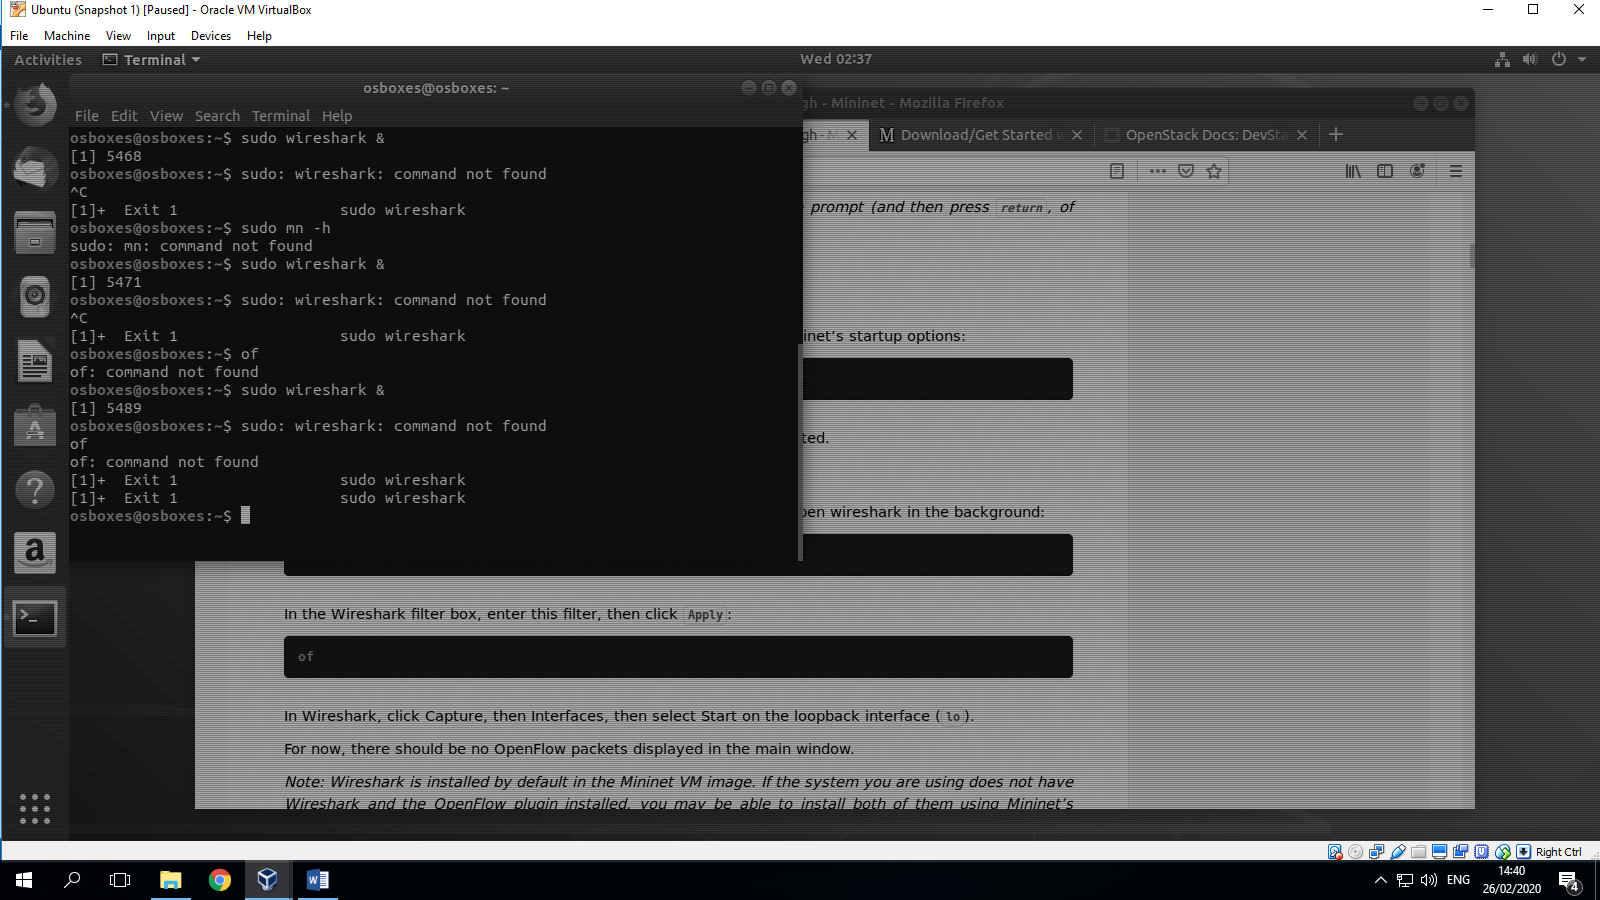 Ubuntu (Snapshot 1) [Paused] - Oracle VM VirtualBox
File Machine View Input Devices Help
Activities Terminal Wed 02:37
osboxes@osboxes: ~
File Edit View Search Terminal Help
osboxes@osboxes:~$ sudo wireshark &
[1] 5468
osboxes@osboxes:~$ sudo: wireshark: command not found
^C
[1]+ Exit 1 sudo wireshark
osboxes@osboxes:~$ sudo mn -h
sudo: mn: command not found
osboxes@osboxes:~$ sudo wireshark &
[1] 5471
osboxes@osboxes:~$ sudo: wireshark: command not found
^C
[1]+ Exit 1 sudo wireshark
osboxes@osboxes:~$ of
of: command not found
osboxes@osboxes:~$ sudo wireshark &
[1] 5489
osboxes@osboxes:~$ sudo: wireshark: command not found
of
of: command not found
[1]+ Exit 1 sudo wireshark
[1]+ Exit 1 sudo wireshark
osboxes@osboxes:~$
gh - Mininet - Mozilla Firefox
gh - M Download/Get Started w OpenStack Docs: DevSta
prompt (and then press return, of
inet’s startup options:
ted.
pen wireshark in the background:
In the Wireshark filter box, enter this filter, then click Apply:
of
In Wireshark, click Capture, then Interfaces, then select Start on the loopback interface (lo).
For now, there should be no OpenFlow packets displayed in the main window.
Note: Wireshark is installed by default in the Mininet VM image. If the system you are using does not have
Wireshark and the OpenFlow plugin installed, you may be able to install both of them using Mininet’s
Right Ctrl
ENG
14:40
26/02/2020
4